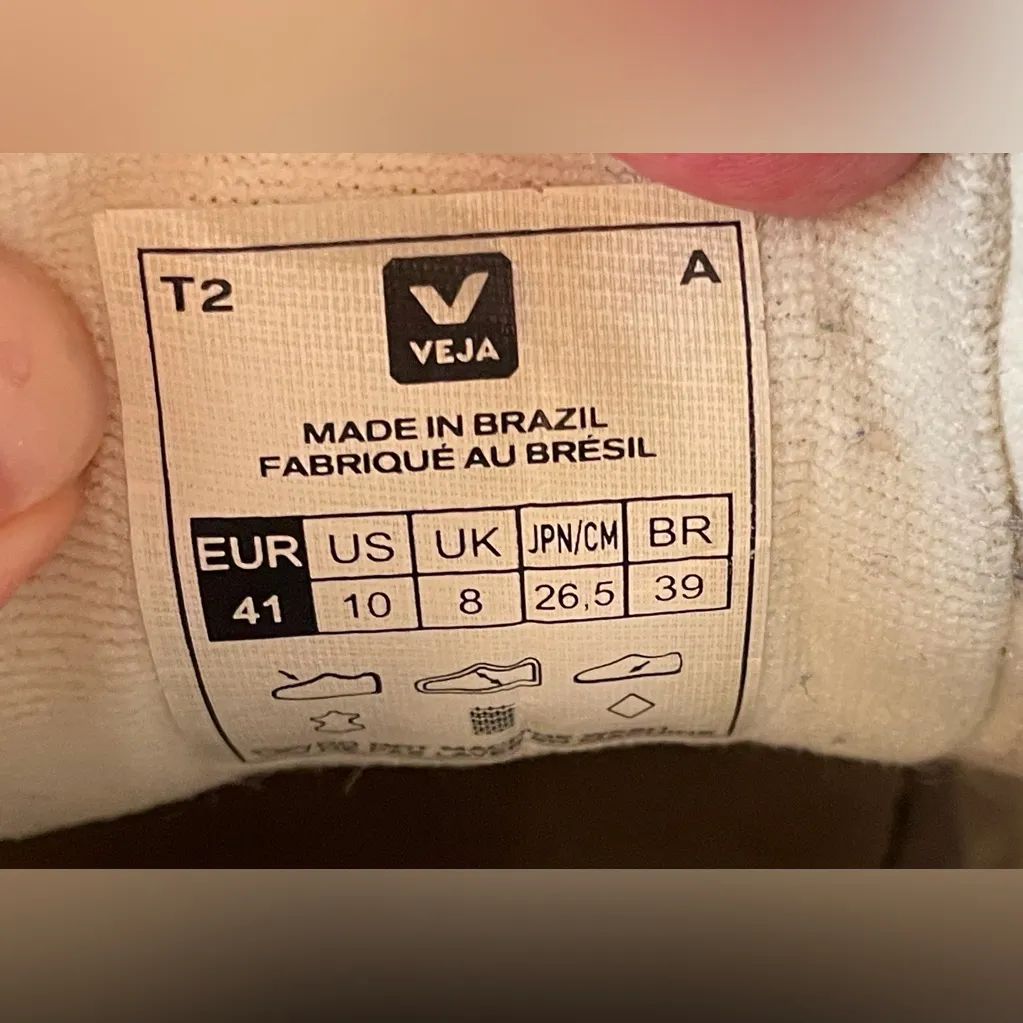 T2
A
VEJA
MADE IN BRAZIL
FABRIQUÉ AU BRÉSIL
EUR US UK JPN/CM BR
41 10 8 26,5 39